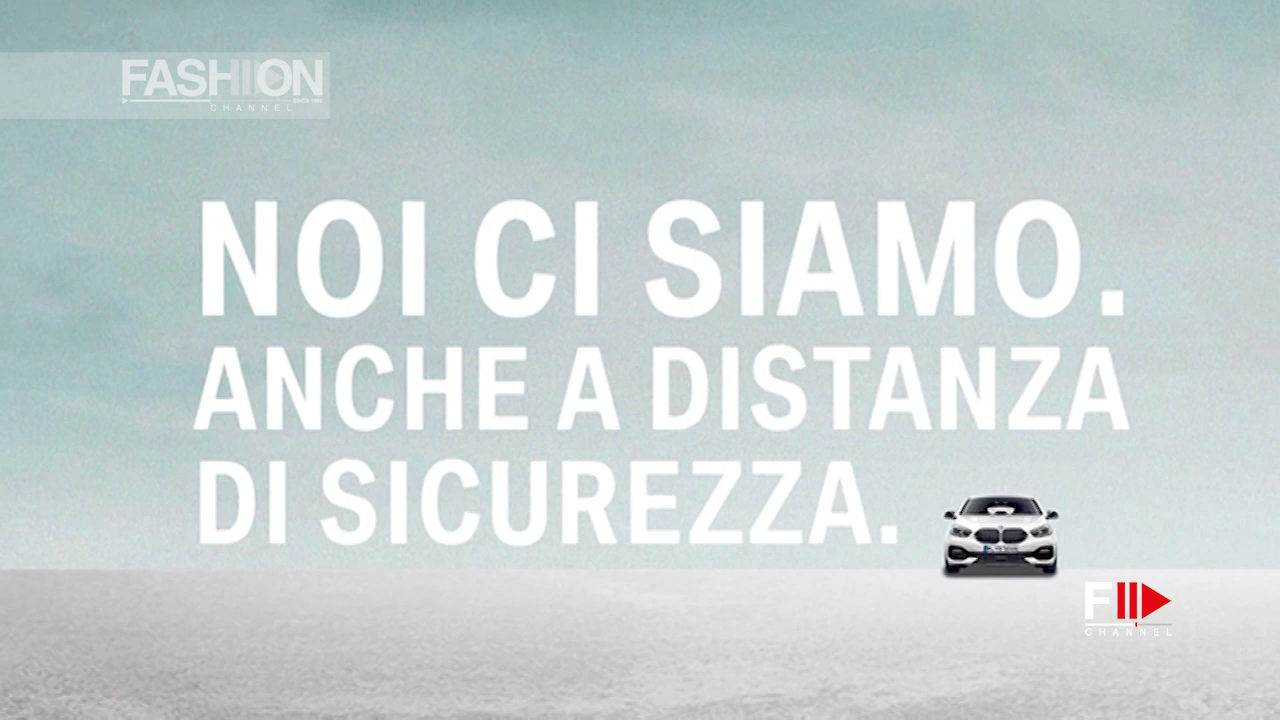 FASHION
CHANNEL
NOI CI SIAMO.
ANCHE A DISTANZA
DI SICUREZZA.
F
CHANNEL